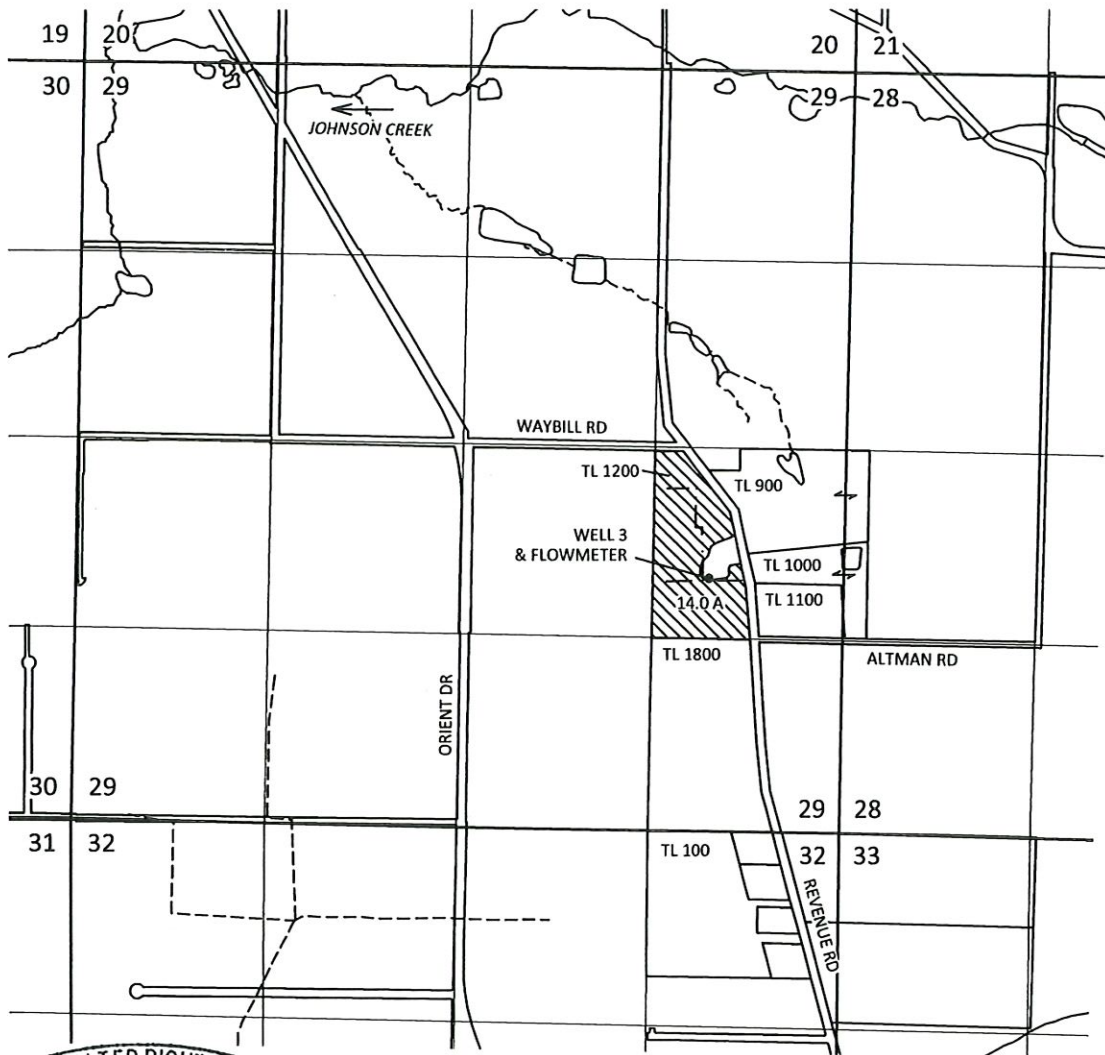 19 20
20 21
30 29
29 28
JOHNSON CREEK
WAYBILL RD
TL 1200
TL 900
WELL 3
& FLOWMETER
TL 1000
14.0 A
TL 1100
TL 1800
ALTMAN RD
ORIENT DR
30 29
29 28
31 32
32 33
TL 100
REVENUE RD